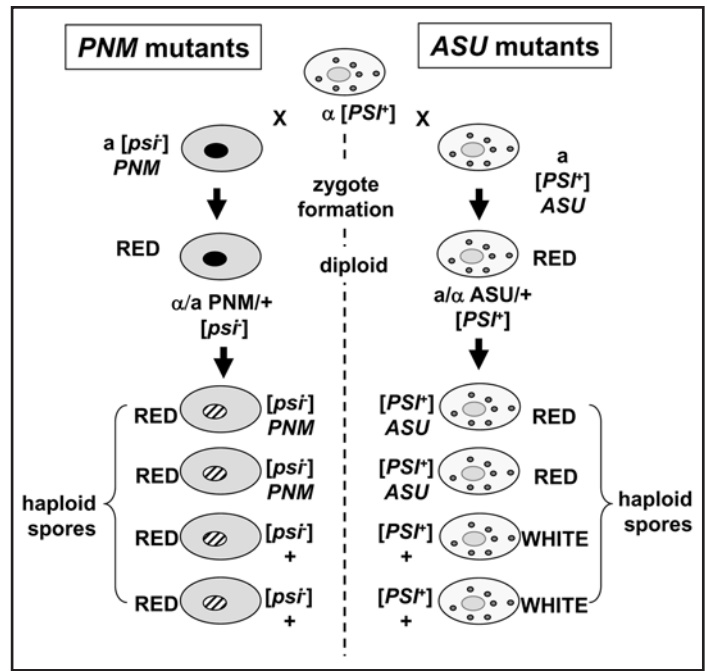 PNM mutants
ASU mutants
α [PSI⁺]
X
X
a [psi⁻]
PNM
a
[PSI⁺]
ASU
zygote
formation
RED
RED
diploid
α/a PNM/+
[psi⁻]
a/α ASU/+
[PSI⁺]
haploid
spores
RED
[psi⁻]
PNM
RED
[psi⁻]
PNM
RED
[psi⁻]
+
RED
[psi⁻]
+
[PSI⁺]
ASU
RED
[PSI⁺]
ASU
RED
[PSI⁺]
+
WHITE
[PSI⁺]
+
WHITE
haploid
spores